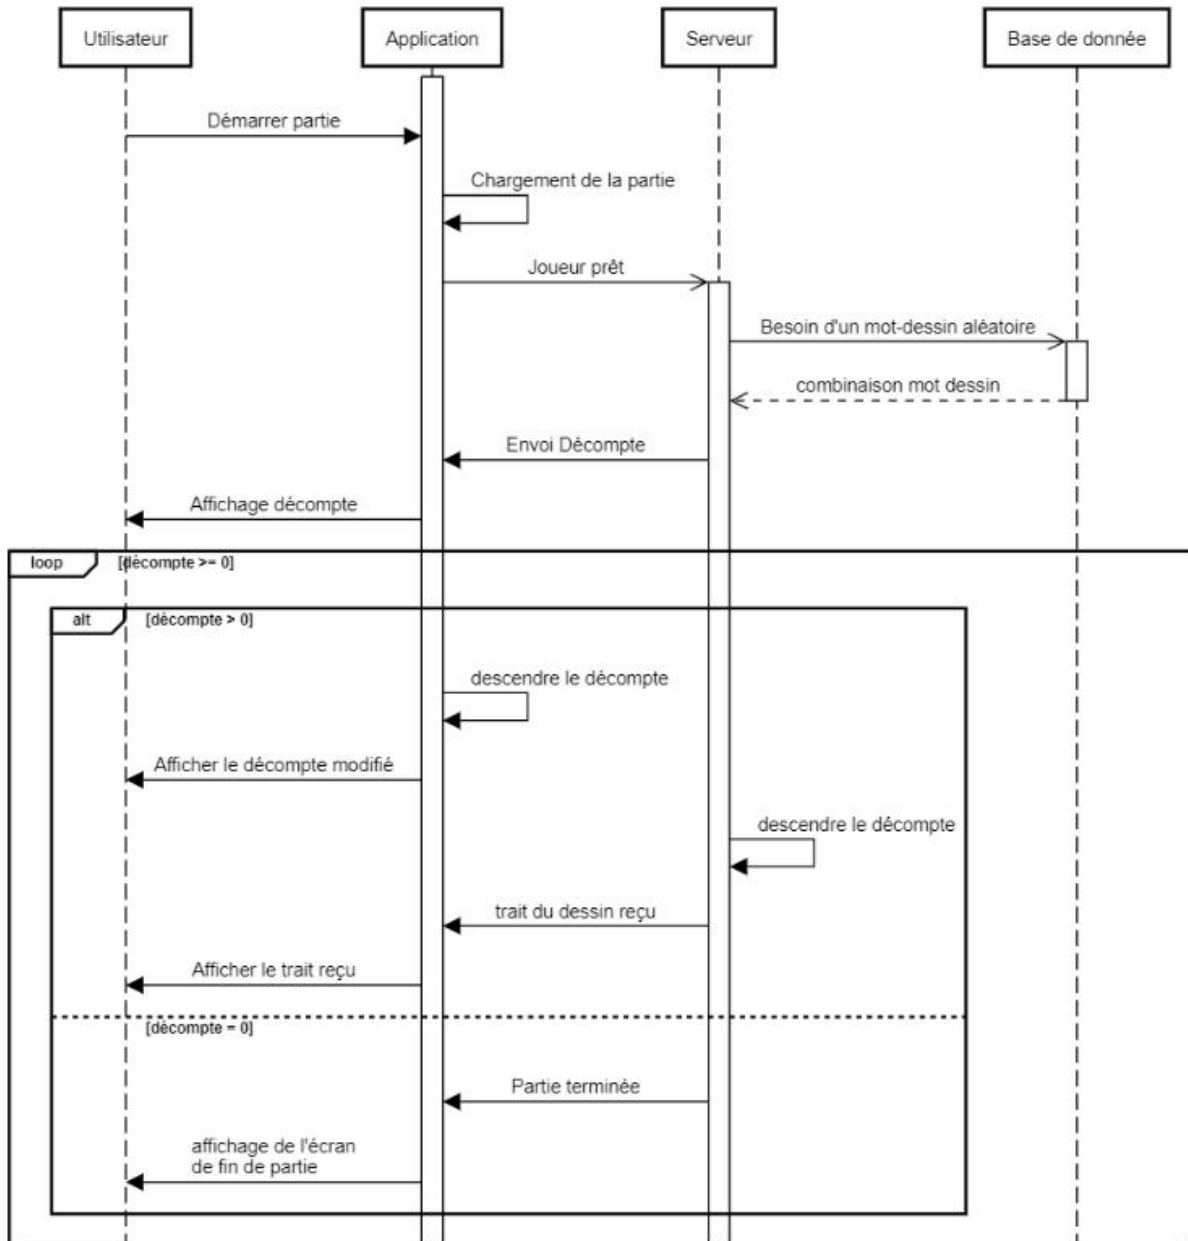 Utilisateur
Application
Serveur
Base de donnée
Démarrer partie
Chargement de la partie
Joueur prêt
Besoin d'un mot-dessin aléatoire
combinaison mot dessin
Envoi Décompte
Affichage décompte
loop
[décompte >= 0]
alt
[décompte > 0]
descendre le décompte
Afficher le décompte modifié
descendre le décompte
trait du dessin reçu
Afficher le trait reçu
[décompte = 0]
Partie terminée
affichage de l'écran
de fin de partie